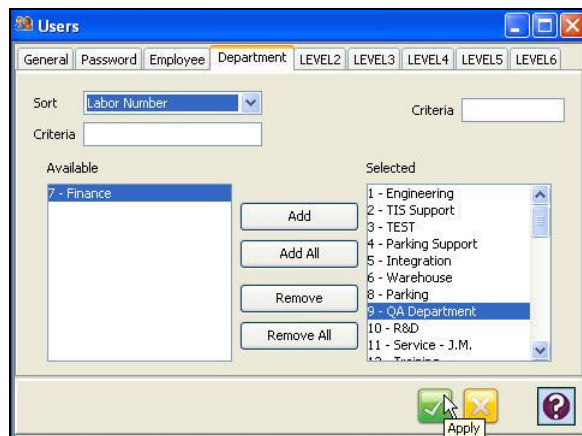 Users
General Password Employee Department LEVEL2 LEVEL3 LEVEL4 LEVEL5 LEVEL6
Sort Labor Number
Criteria
Criteria
Available
Selected
7 - Finance
Add
Add All
Remove
Remove All
1 - Engineering
2 - TIS Support
3 - TEST
4 - Parking Support
5 - Integration
6 - Warehouse
8 - Parking
9 - QA Department
10 - R&D
11 - Service - J.M.
12 - Training
?
Apply